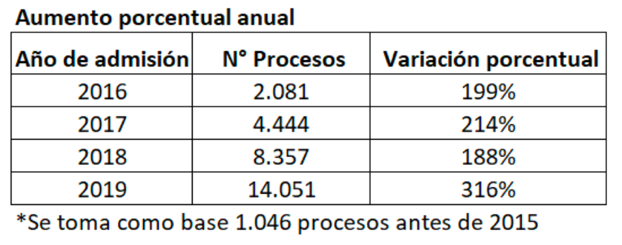 Aumento porcentual anual
Año de admisión N° Procesos Variación porcentual
2016 2.081 199%
2017 4.444 214%
2018 8.357 188%
2019 14.051 316%
*Se toma como base 1.046 procesos antes de 2015